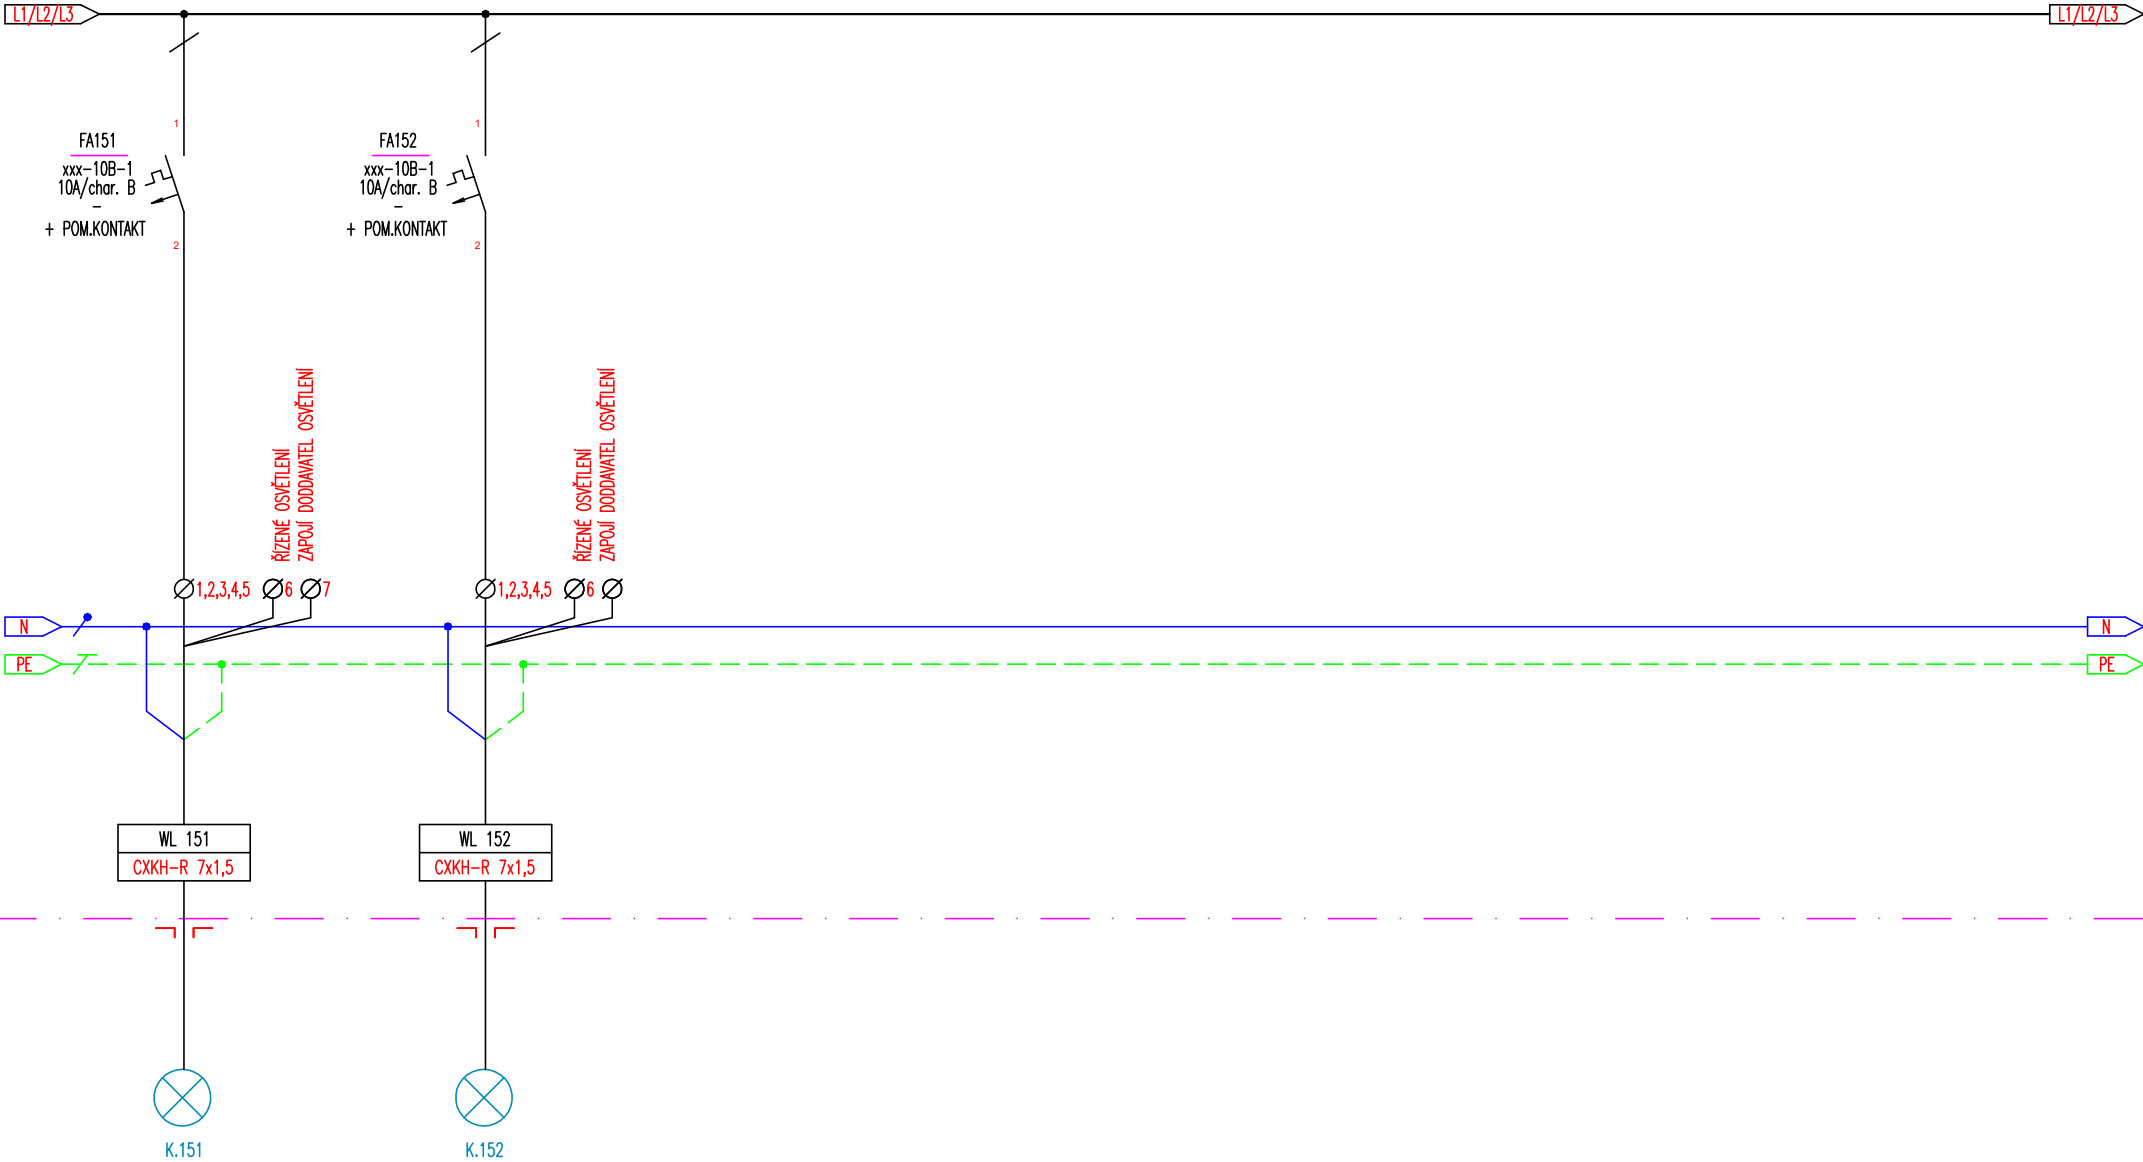 L1/L2/L3
L1/L2/L3
1
1
FA151
xxx-10B-1
10A/char. B
-
+ POM.KONTAKT
FA152
xxx-10B-1
10A/char. B
-
+ POM.KONTAKT
2
2
ŘÍZENÉ OSVĚTLENÍ
ZAPOJÍ DODDAVATEL OSVĚTLENÍ
ŘÍZENÉ OSVĚTLENÍ
ZAPOJÍ DODDAVATEL OSVĚTLENÍ
1,2,3,4,5
6
7
1,2,3,4,5
6
N
N
PE
PE
WL 151
CXKH-R 7x1,5
WL 152
CXKH-R 7x1,5
K.151
K.152